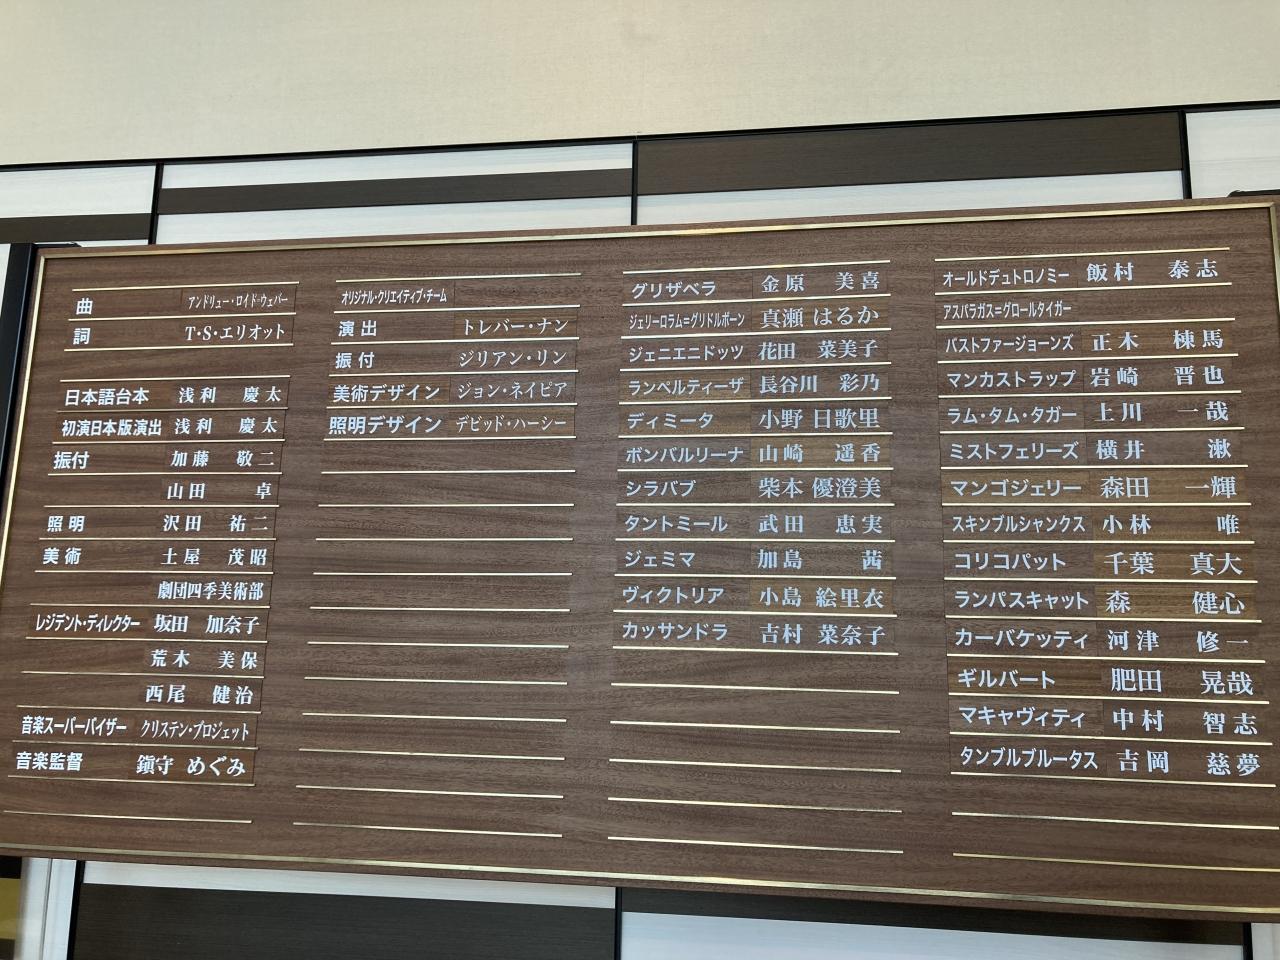 曲 アンドリュー・ロイド・ウェバー
詞 T・S・エリオット
日本語台本 浅利 慶太
初演日本版演出 浅利 慶太
振付 加藤 敬二
山田 卓
照明 沢田 祐二
美術 土屋 茂昭
劇団四季美術部
レジデント・ディレクター 坂田 加奈子
荒木 美保
西尾 健治
音楽スーパーバイザー クリステン・ブロジェット
音楽監督 鎮守 めぐみ
オリジナル・クリエイティブ・チーム
演出 トレバー・ナン
振付 ジリアン・リン
美術デザイン ジョン・ネイピア
照明デザイン デビッド・ハーシー
グリザベラ 金原 美喜
ジェリーロラム=グリドルボーン 真瀬 はるか
ジェニエニドッツ 花田 菜美子
ランペルティーザ 長谷川 彩乃
ディミータ 小野 日歌里
ボンバルリーナ 山崎 遥香
シラバブ 柴本 優澄美
タントミール 武田 恵実
ジェミマ 加島 茜
ヴィクトリア 小島 絵里衣
カッサンドラ 吉村 菜奈子
オールドデュトロノミー 飯村 泰志
アスパラガス=グロールタイガー
バストファージョーンズ 正木 棟馬
マンカストラップ 岩崎 晋也
ラム・タム・タガー 上川 一哉
ミストフェリーズ 横井 漱
マンゴジェリー 森田 一輝
スキンブルシャンクス 小林 唯
コリコパット 千葉 真大
ランパスキャット 森 健心
カーバケッティ 河津 修一
ギルバート 肥田 晃哉
マキャヴィティ 中村 智志
タンブルブルータス 吉岡 慈夢